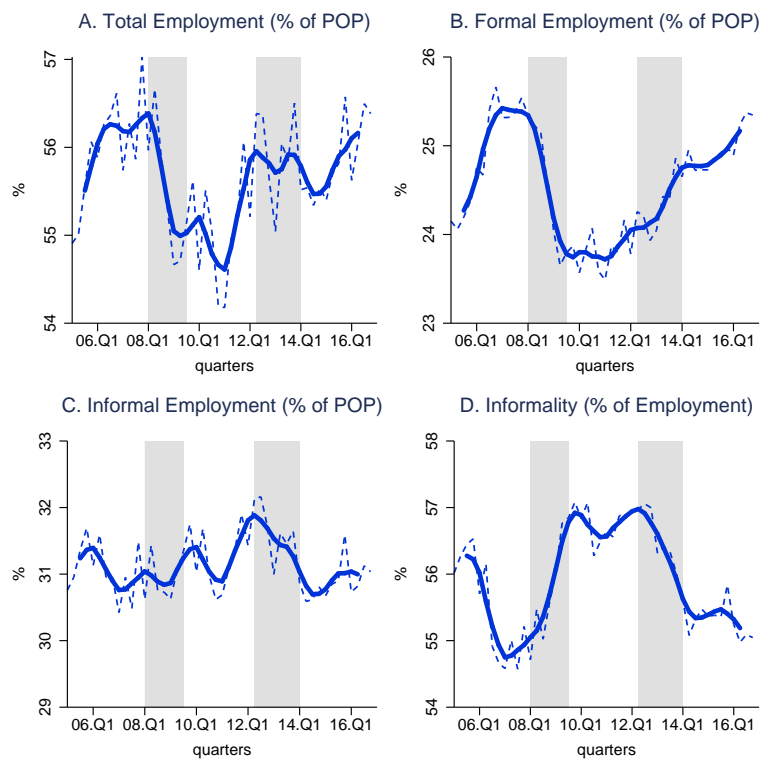 A. Total Employment (% of POP)
57
56
55
54
%
06.Q1 08.Q1 10.Q1 12.Q1 14.Q1 16.Q1
quarters
B. Formal Employment (% of POP)
26
25
24
23
%
06.Q1 08.Q1 10.Q1 12.Q1 14.Q1 16.Q1
quarters
C. Informal Employment (% of POP)
33
32
31
30
29
%
06.Q1 08.Q1 10.Q1 12.Q1 14.Q1 16.Q1
quarters
D. Informality (% of Employment)
58
57
56
55
54
%
06.Q1 08.Q1 10.Q1 12.Q1 14.Q1 16.Q1
quarters